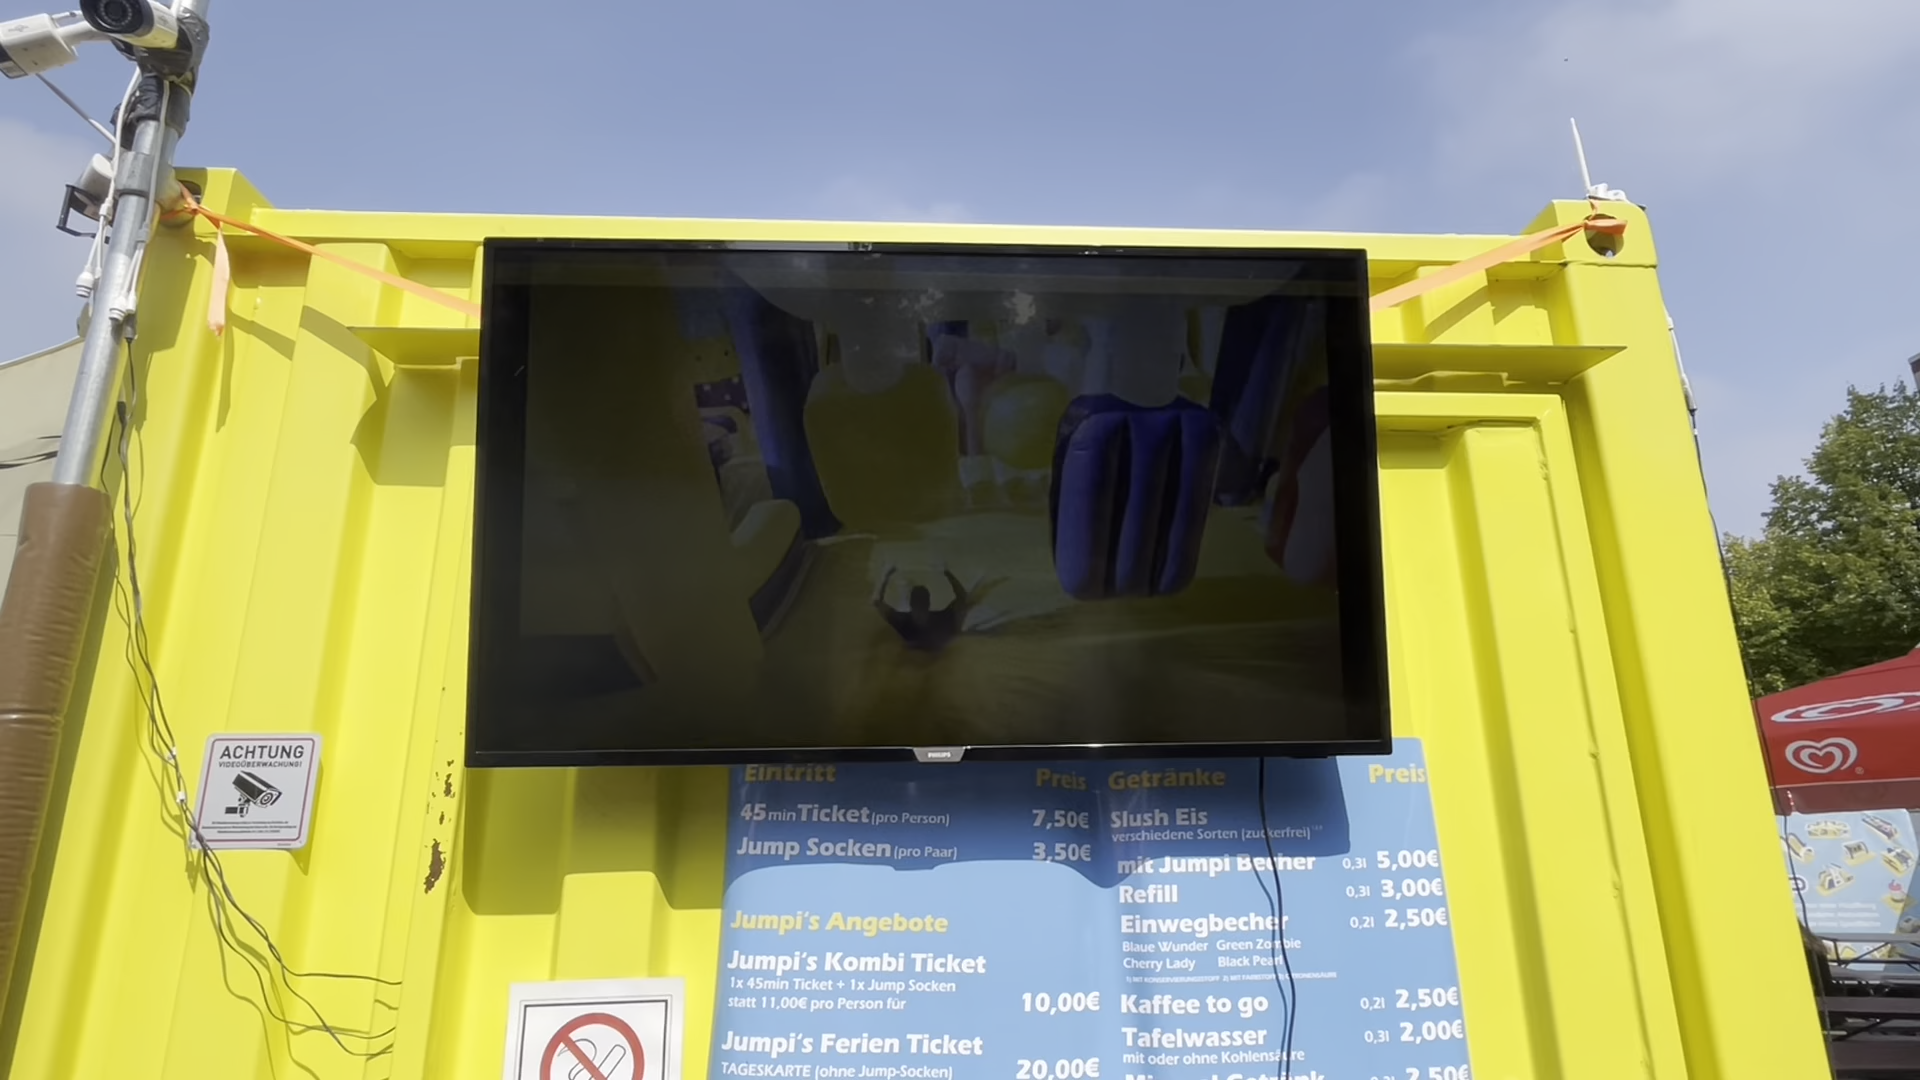 PHILIPS
ACHTUNG
VIDEOÜBERWACHUNG!
Eintritt Preis
45min Ticket (pro Person) 7,50€
Jump Socken (pro Paar) 3,50€
Jumpi's Angebote
Jumpi's Kombi Ticket
1x 45min Ticket + 1x Jump Socken
statt 11,00€ pro Person für 10,00€
Jumpi's Ferien Ticket
TAGESKARTE (ohne Jump-Socken) 20,00€
Getränke Preis
Slush Eis
verschiedene Sorten (zuckerfrei)
mit Jumpi Becher 0,3l 5,00€
Refill 0,3l 3,00€
Einwegbecher 0,2l 2,50€
Blaue Wunder Green Zombie
Cherry Lady Black Pearl
Kaffee to go 0,2l 2,50€
Tafelwasser 0,3l 2,00€
mit oder ohne Kohlensäure
2,50€